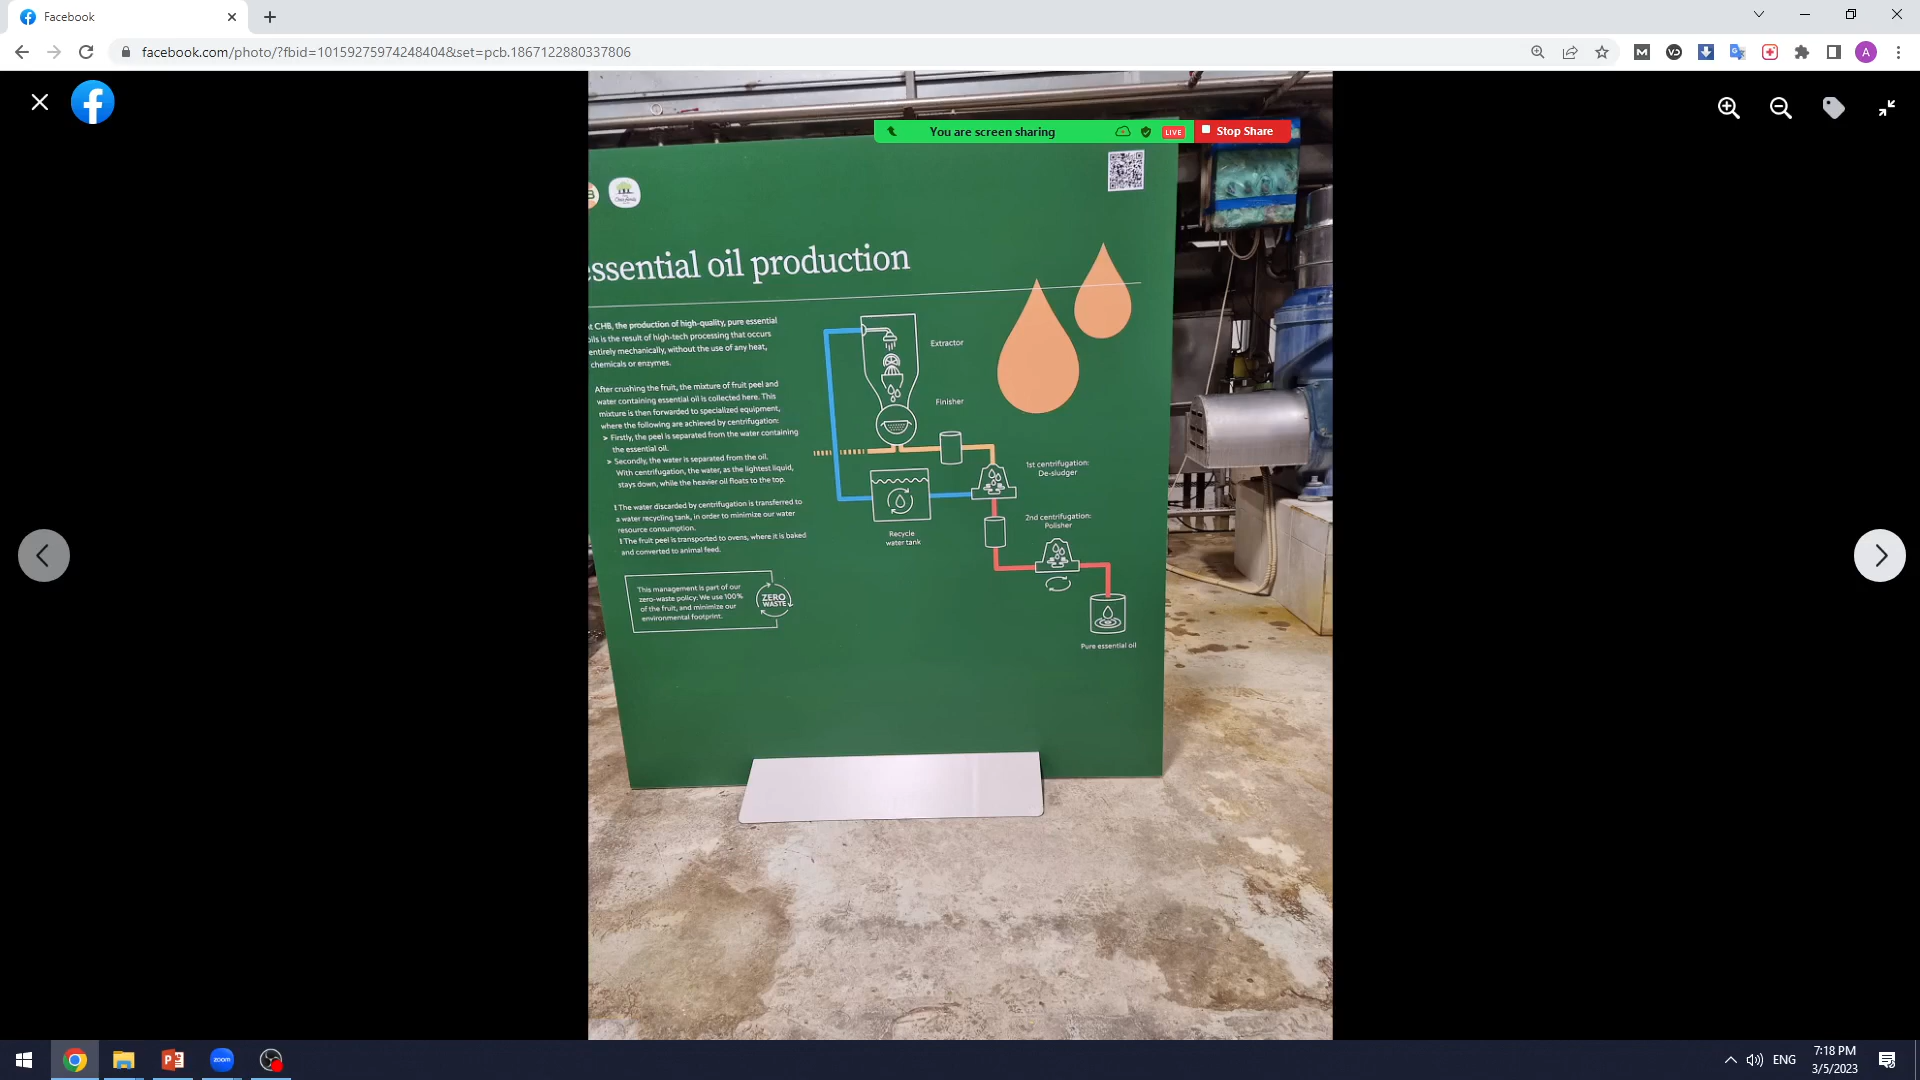 Facebook
facebook.com/photo/?fbid=10159275974248404&set=pcb.1867122880337806
You are screen sharing
LIVE
Stop Share
essential oil production
at CHB, the production of high-quality, pure essential
oils is the result of high-tech processing that occurs
entirely mechanically, without the use of any heat,
chemicals or enzymes.
After crushing the fruit, the mixture of fruit peel and
water containing essential oil is collected here. This
mixture is then forwarded to specialized equipment,
where the following are achieved by centrifugation:
> Firstly, the peel is separated from the water containing
the essential oil.
> Secondly, the water is separated from the oil.
With centrifugation, the water, as the lightest liquid,
stays down, while the heavier oil floats to the top.
! The water discarded by centrifugation is transferred to
a water recycling tank, in order to minimize our water
resource consumption.
! The fruit peel is transported to ovens, where it is baked
and converted to animal feed.
This management is part of our
zero-waste policy: We use 100%
of the fruit, and minimize our
environmental footprint.
ZERO
WASTE
Extractor
Finisher
1st centrifugation:
De-sludger
Recycle
water tank
2nd centrifugation:
Polisher
Pure essential oil
zoom
ENG
7:18 PM
3/5/2023